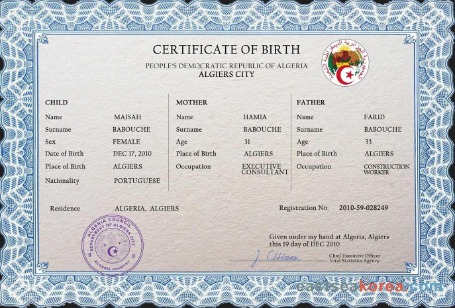 CERTIFICATE OF BIRTH
PEOPLE'S DEMOCRATIC REPUBLIC OF ALGERIA
ALGIERS CITY
CHILD
Name MAISAH
Surname BABOUCHE
Sex FEMALE
Date of Birth DEC 17, 2010
Place of Birth ALGIERS
Nationality PORTUGUESE
MOTHER
Name HAMIA
Surname BABOUCHE
Age 31
Place of Birth ALGIERS
Occupation EXECUTIVE
CONSULTANT
FATHER
Name FARID
Surname BABOUCHE
Age 33
Place of Birth ALGIERS
Occupation CONSTRUCTION
WORKER
Residence ALGERIA, ALGIERS
Registration No: 2010-59-028249
Given under my hand at Algeria, Algiers
this 19 day of DEC 2010
Chief Executive Officer
Vital Statistics Agency